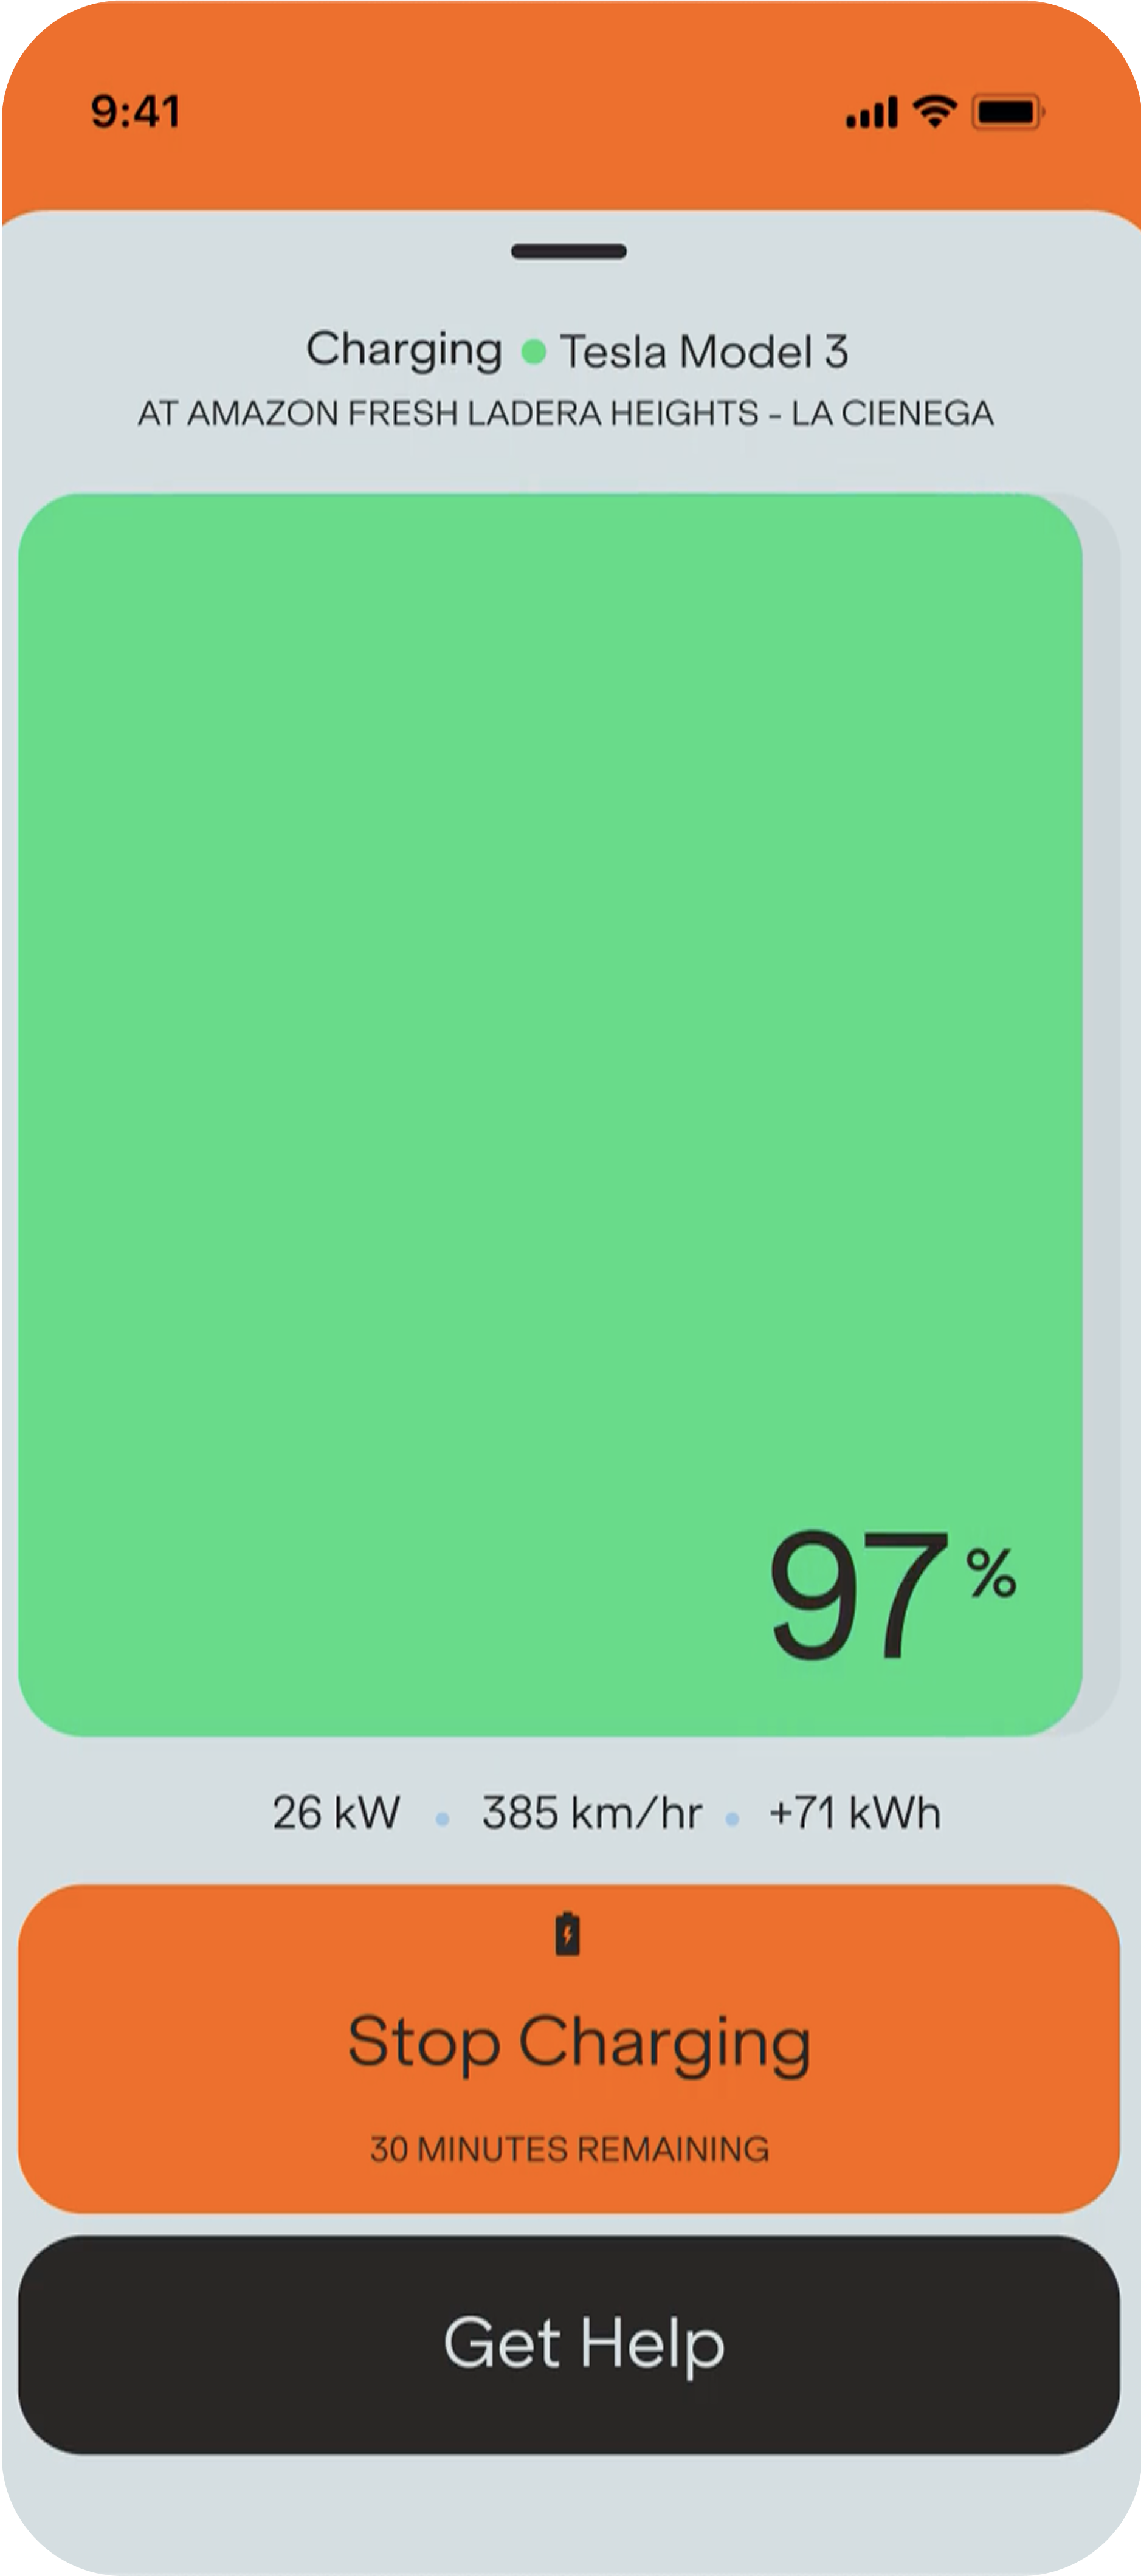 9:41
Charging Tesla Model 3
AT AMAZON FRESH LADERA HEIGHTS - LA CIENEGA
97%
26 kW • 385 km/hr • +71 kWh
Stop Charging
30 MINUTES REMAINING
Get Help